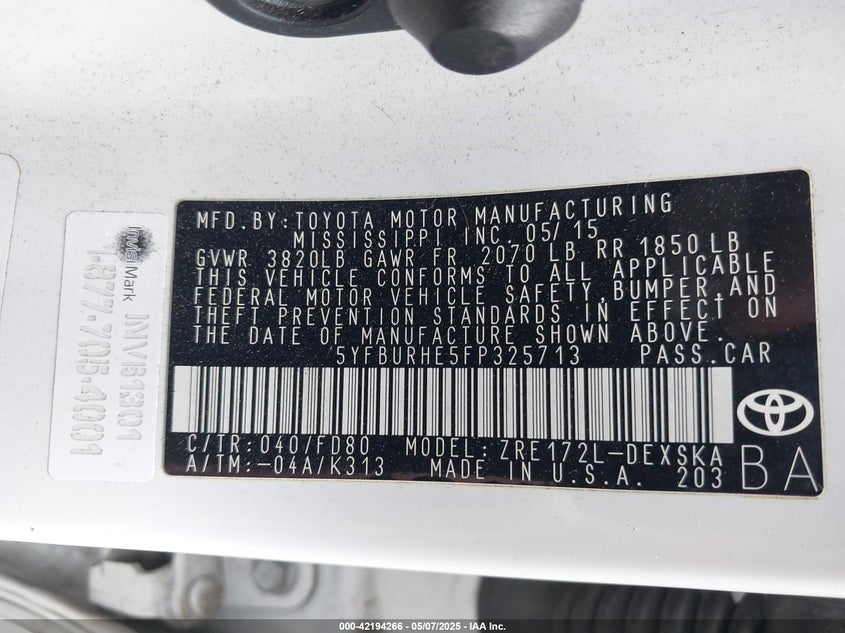 MFD.BY:TOYOTA MOTOR MANUFACTURING
MISSISSIPPI INC. 05/15
GVWR 3820LB GAWR FR 2070 LB RR 1850 LB
THIS VEHICLE CONFORMS TO ALL APPLICABLE
FEDERAL MOTOR VEHICLE SAFETY,BUMPER,AND
THEFT PREVENTION STANDARDS IN EFFECT ON
THE DATE OF MANUFACTURE SHOWN ABOVE.
5YFBURHE5FP325713 PASS.CAR
C/TR:040/FD80 MODEL:ZRE172L-DEXSKA
A/TM:-04A/K313 MADE IN U.S.A. 203
BA
InVisiMark
1-877-705-4001
000-42194266 - 05/07/2025 - IAA Inc.